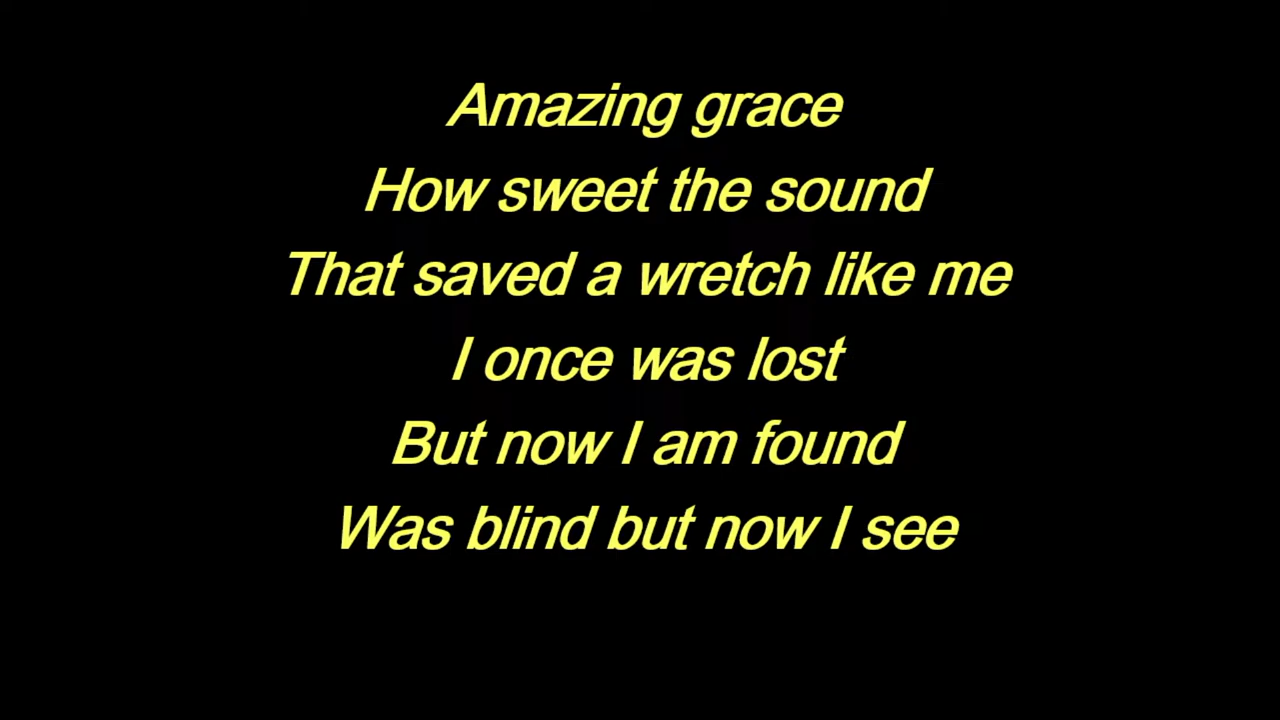 Amazing grace
How sweet the sound
That saved a wretch like me
I once was lost
But now I am found
Was blind but now I see